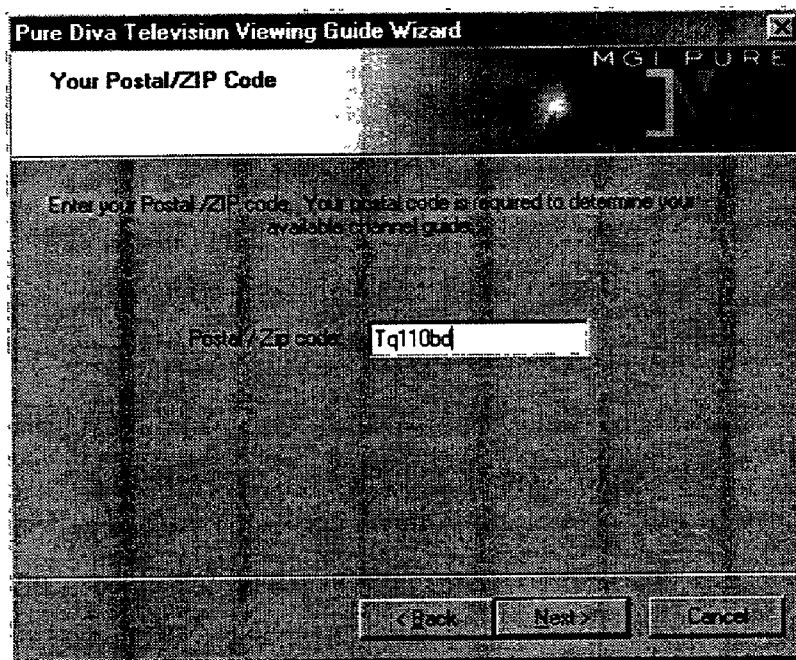 Pure Diva Television Viewing Guide Wizard
MGI PURE
Your Postal/ZIP Code
Enter your Postal /ZIP code. Your postal code is required to determine your
available channel guide.
Postal / Zip code: Tq110bd
< Back Next > Cancel